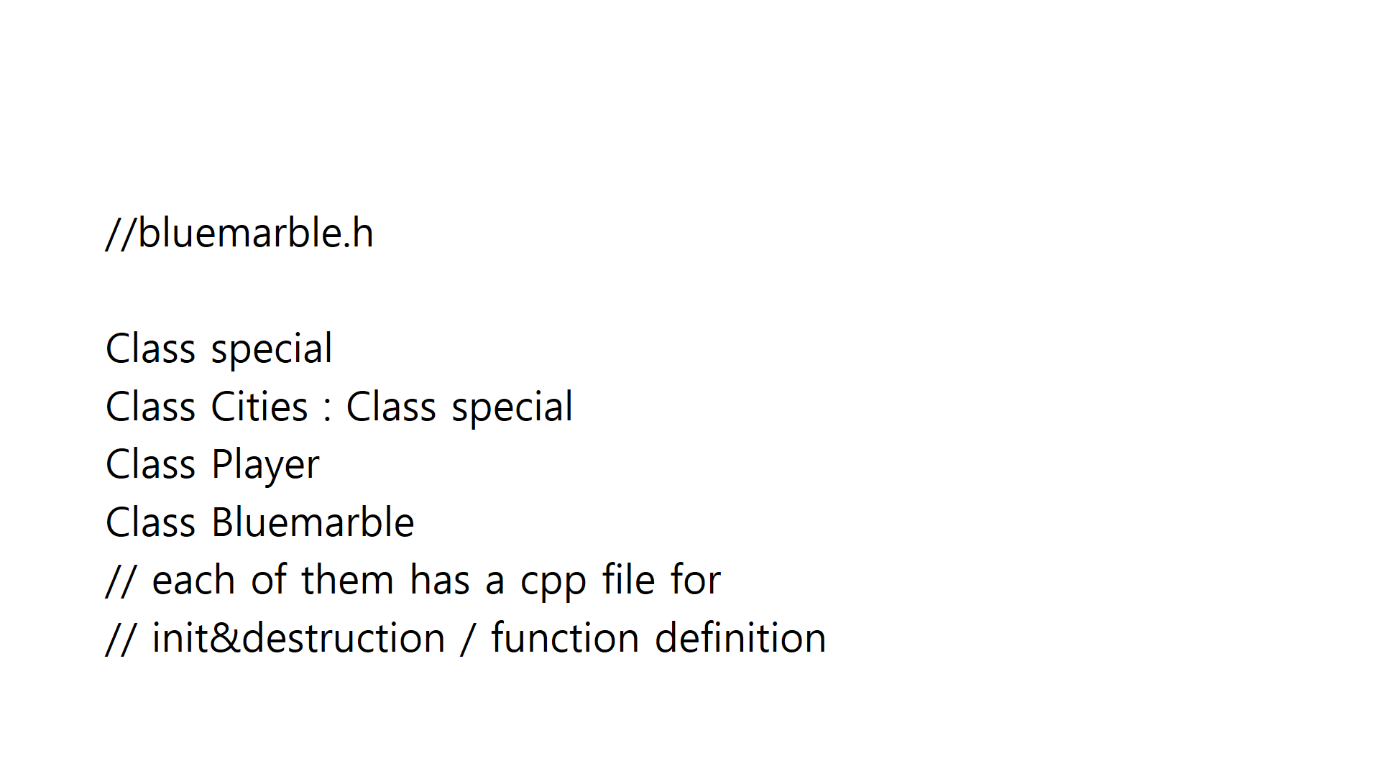 //bluemarble.h
Class special
Class Cities : Class special
Class Player
Class Bluemarble
// each of them has a cpp file for
// init&destruction / function definition